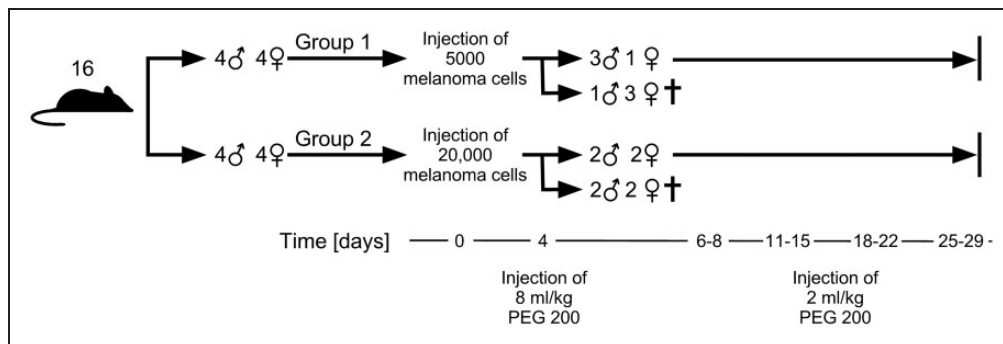 16
4♂ 4♀
Group 1
Injection of
5000
melanoma cells
3♂ 1 ♀
1♂ 3 ♀✝
4♂ 4♀
Group 2
Injection of
20,000
melanoma cells
2♂ 2♀
2♂ 2 ♀✝
Time [days] 0 4 6-8 11-15 18-22 25-29
Injection of
8 ml/kg
PEG 200
Injection of
2 ml/kg
PEG 200